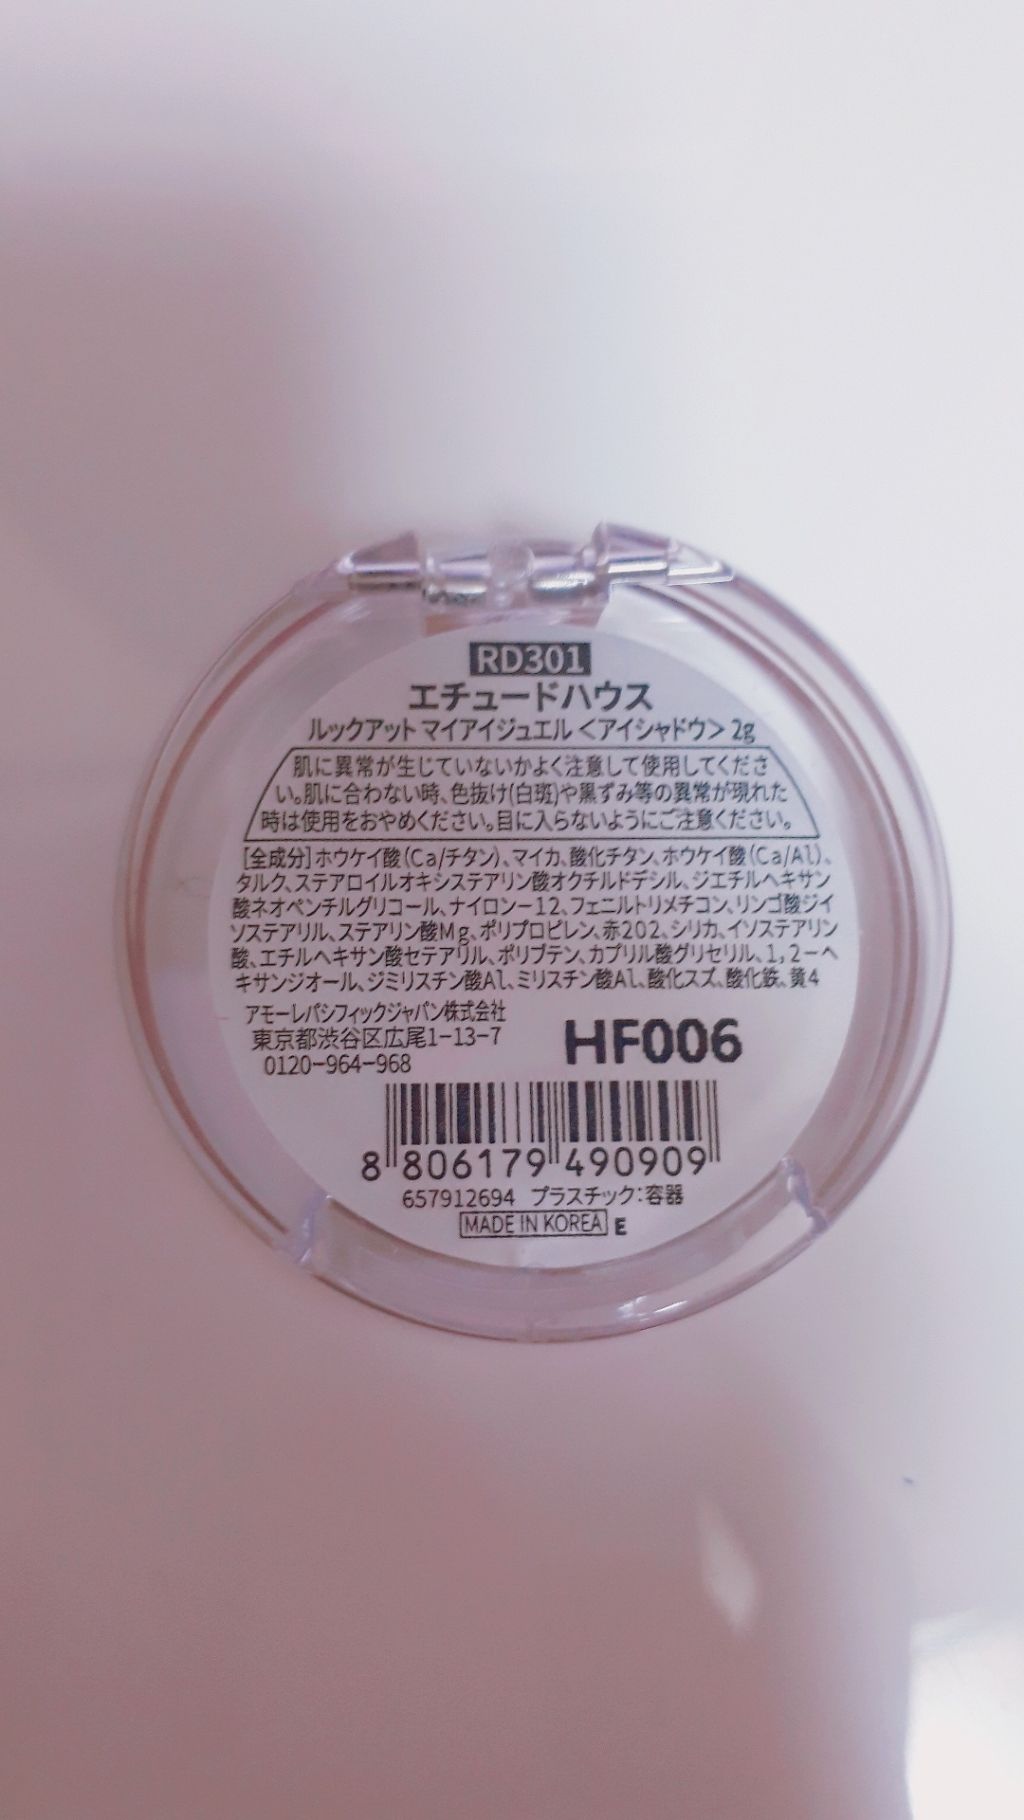 RD301
エチュードハウス
ルックアット マイアイジュエル＜アイシャドウ＞2g
肌に異常が生じていないかよく注意して使用してくださ
い。肌に合わない時、色抜け(白斑)や黒ずみ等の異常が現れた
時は使用をおやめください。目に入らないようにご注意ください。
[全成分]ホウケイ酸(Ca/チタン)、マイカ、酸化チタン、ホウケイ酸(Ca/Al)、
タルク、ステアロイルオキシステアリン酸オクチルドデシル、ジエチルヘキサン
酸ネオペンチルグリコール、ナイロン-12、フェニルトリメチコン、リンゴ酸ジイ
ソステアリル、ステアリン酸Mg、ポリプロピレン、赤202、シリカ、イソステアリン
酸、エチルヘキサン酸セテアリル、ポリブテン、カプリル酸グリセリル、1,2-ヘ
キサンジオール、ジミリスチン酸Al、ミリスチン酸Al、酸化スズ、酸化鉄、黄4
アモーレパシフィックジャパン株式会社
東京都渋谷区広尾1-13-7
0120-964-968
HF006
8 806179 490909
657912694 プラスチック:容器
MADE IN KOREA E